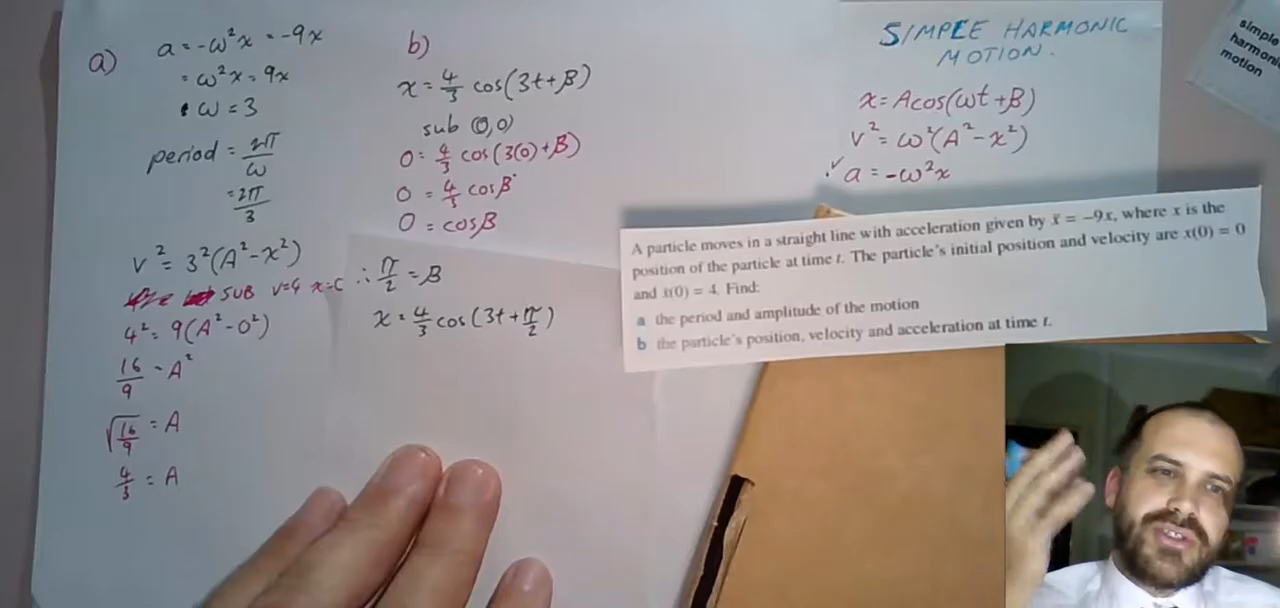 a)
a = -ω²x = -9x
= ω²x = 9x
ω = 3
period = 2π/ω
= 2π/3
v² = 3²(A² - x²)
SUB v=4 x=0
4² = 9(A² - 0²)
16/9 = A²
√16/9 = A
4/3 = A
b)
x = 4/3 cos(3t + β)
sub (0,0)
0 = 4/3 cos(3(0) + β)
0 = 4/3 cosβ
0 = cosβ
∴ π/2 = β
x = 4/3 cos(3t + π/2)
SIMPLE HARMONIC
MOTION.
x = Acos(ωt + β)
v² = ω²(A² - x²)
✓ a = -ω²x
simple
harmonic
motion
A particle moves in a straight line with acceleration given by ẍ = −9x, where x is the
position of the particle at time t. The particle's initial position and velocity are x(0) = 0
and ẋ(0) = 4. Find:
a the period and amplitude of the motion
b the particle's position, velocity and acceleration at time t.